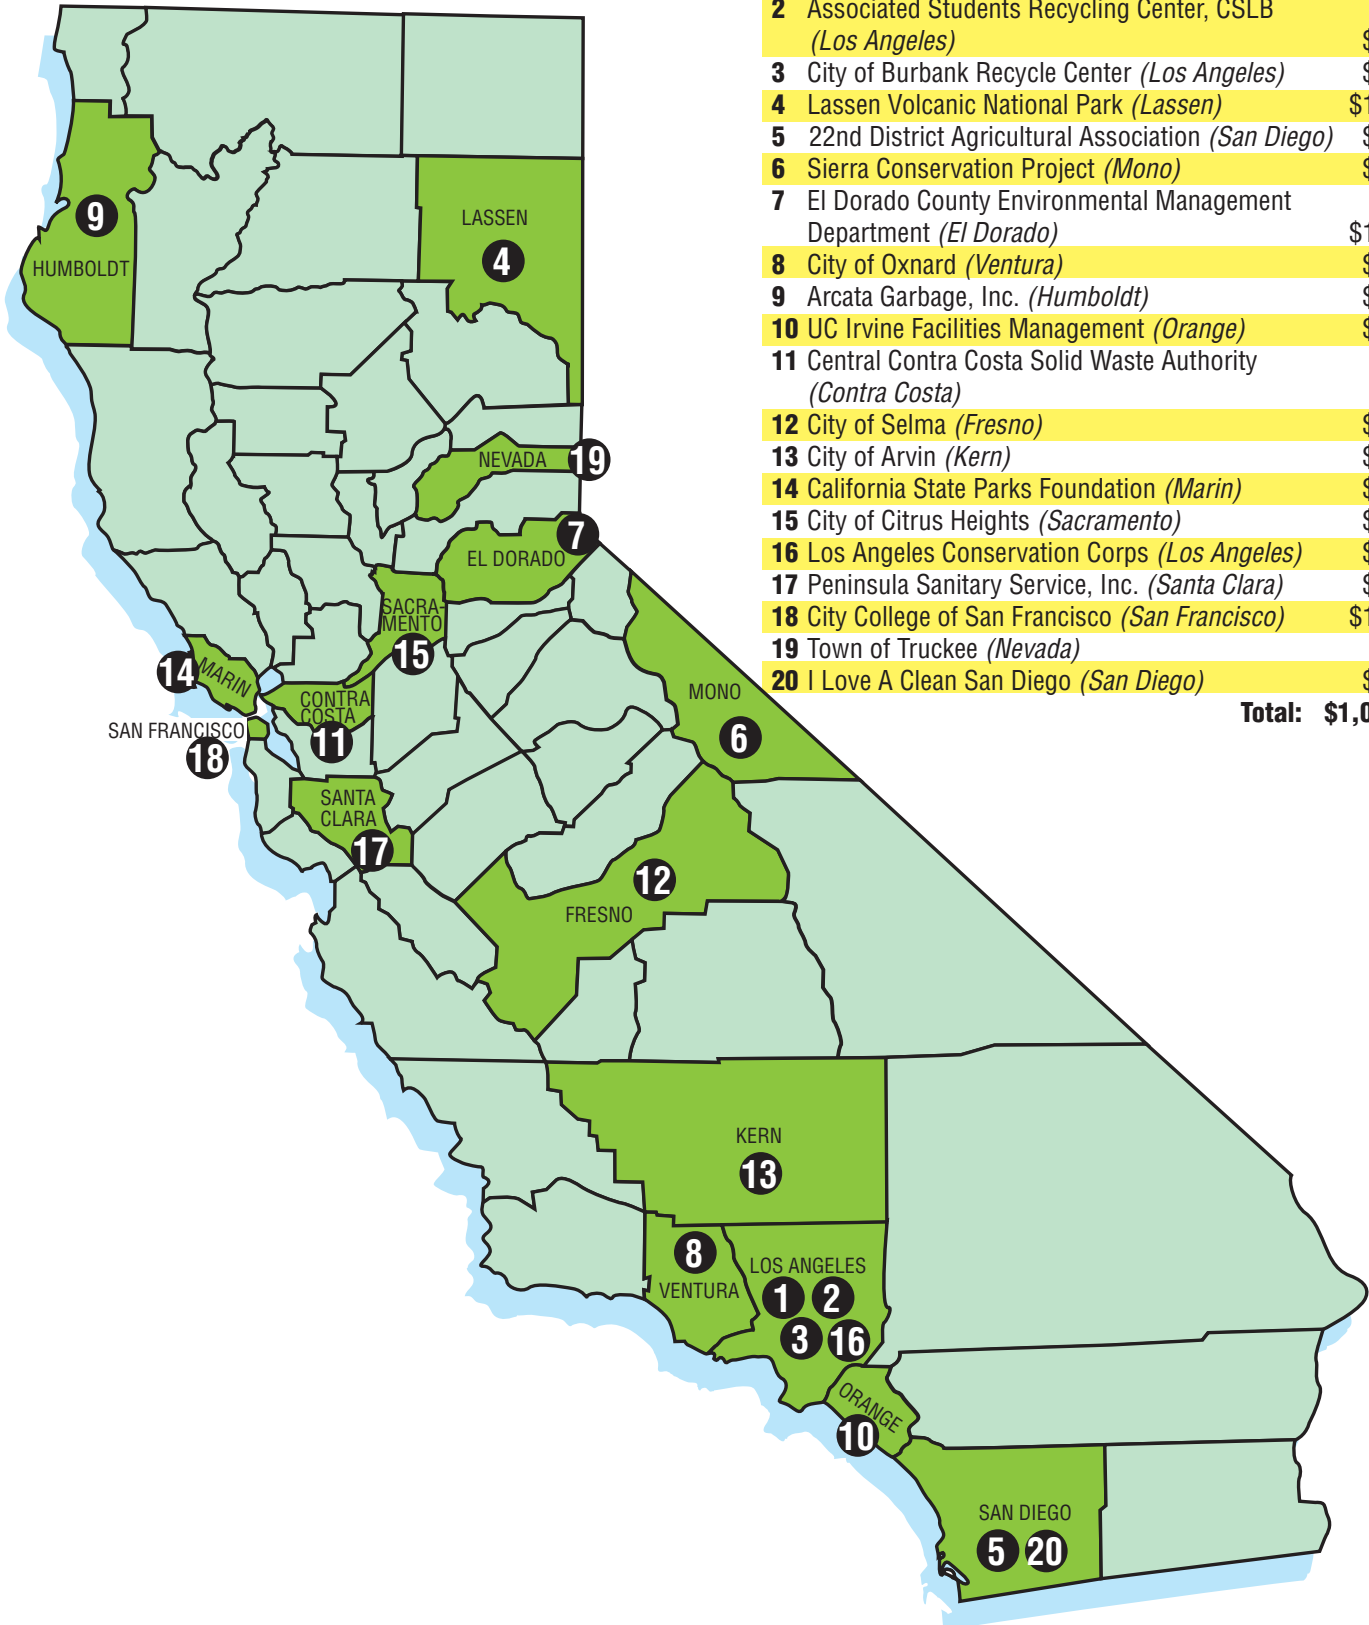 2 Associated Students Recycling Center, CSLB
(Los Angeles) $
3 City of Burbank Recycle Center (Los Angeles) $
4 Lassen Volcanic National Park (Lassen) $1
5 22nd District Agricultural Association (San Diego) $
6 Sierra Conservation Project (Mono) $
7 El Dorado County Environmental Management
Department (El Dorado) $1
8 City of Oxnard (Ventura) $
9 Arcata Garbage, Inc. (Humboldt) $
10 UC Irvine Facilities Management (Orange) $
11 Central Contra Costa Solid Waste Authority
(Contra Costa)
12 City of Selma (Fresno) $
13 City of Arvin (Kern) $
14 California State Parks Foundation (Marin) $
15 City of Citrus Heights (Sacramento) $
16 Los Angeles Conservation Corps (Los Angeles) $
17 Peninsula Sanitary Service, Inc. (Santa Clara) $
18 City College of San Francisco (San Francisco) $1
19 Town of Truckee (Nevada)
20 I Love A Clean San Diego (San Diego) $
Total: $1,0
9
HUMBOLDT
LASSEN
4
NEVADA 19
7
EL DORADO
SACRA-
MENTO
15
14 MARIN
CONTRA
COSTA
11
SAN FRANCISCO
18
MONO
6
SANTA
CLARA
17
12
FRESNO
KERN
13
8
VENTURA
LOS ANGELES
1 2
3 16
ORANGE
10
SAN DIEGO
5 20